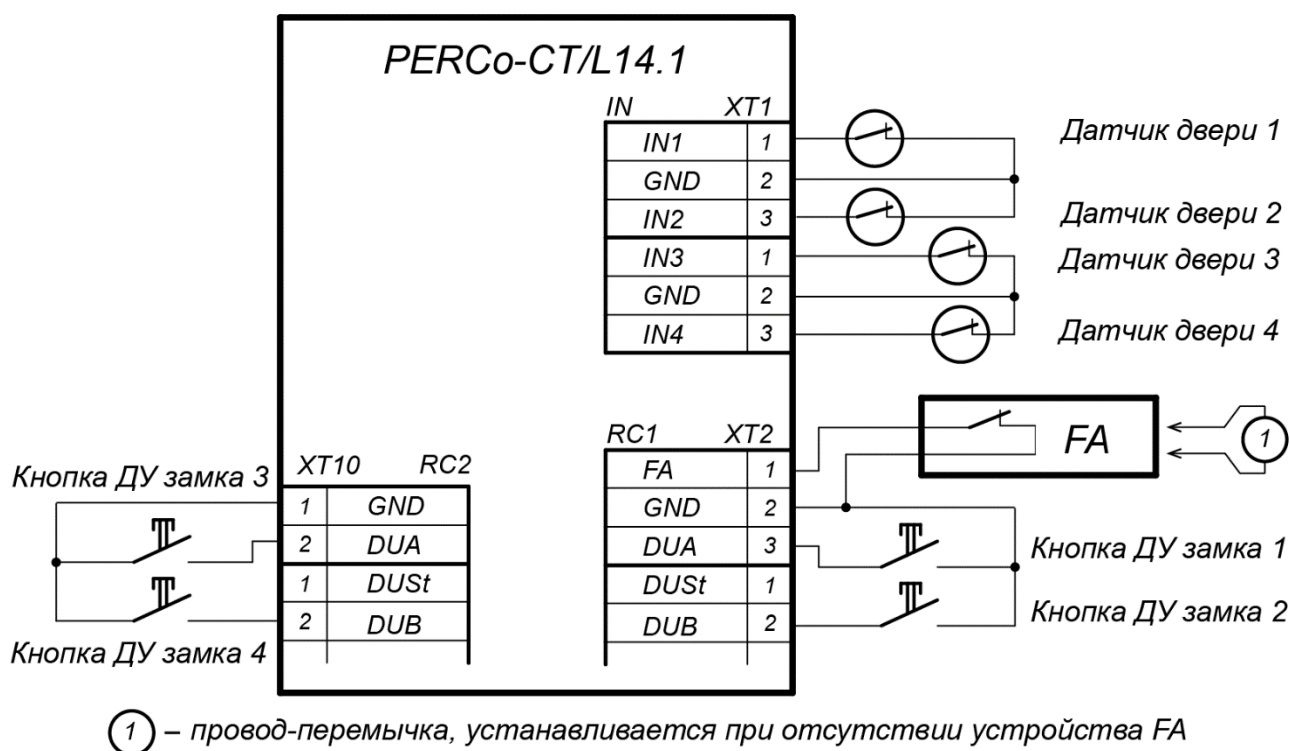 PERCo-CT/L14.1
IN XT1
IN1 1
GND 2
IN2 3
IN3 1
GND 2
IN4 3
Датчик двери 1
Датчик двери 2
Датчик двери 3
Датчик двери 4
RC1 XT2
FA 1
GND 2
DUA 3
DUSt 1
DUB 2
FA
1
Кнопка ДУ замка 1
Кнопка ДУ замка 2
Кнопка ДУ замка 3
XT10 RC2
1 GND
2 DUA
1 DUSt
2 DUB
Кнопка ДУ замка 4
1 – провод-перемычка, устанавливается при отсутствии устройства FA